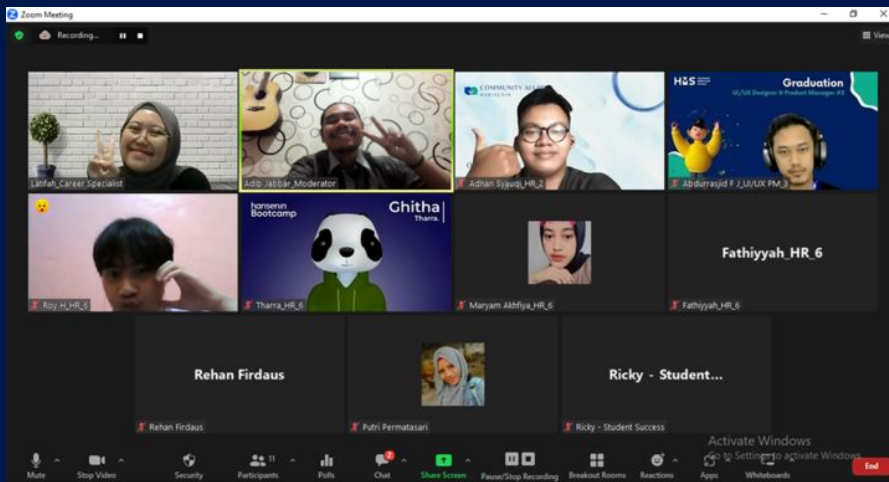 Zoom Meeting
Recording...
View
Latifah_Career Specialist
Adib Jabbar_Moderator
COMMUNITY
Adnan Syauqi_HR_2
HMS
Graduation
UI/UX Designer & Product Manager #2
Abdurrasjid F J_UI/UX PM_3
Roy H_HR_6
Bootcamp
Ghitha
Tharra.
Tharra_HR_6
Maryam Akhfiya_HR_6
Fathiyyah_HR_6
Fathiyyah_HR_6
Rehan Firdaus
Rehan Firdaus
Putri Permatasari
Ricky - Student...
Ricky - Student Success
Activate Windows
Go to Settings to activate Windows.
Mute
Stop Video
Security
Participants
11
Polls
Chat
2
Share Screen
Pause/Stop Recording
Breakout Rooms
Reactions
Apps
Whiteboards
End